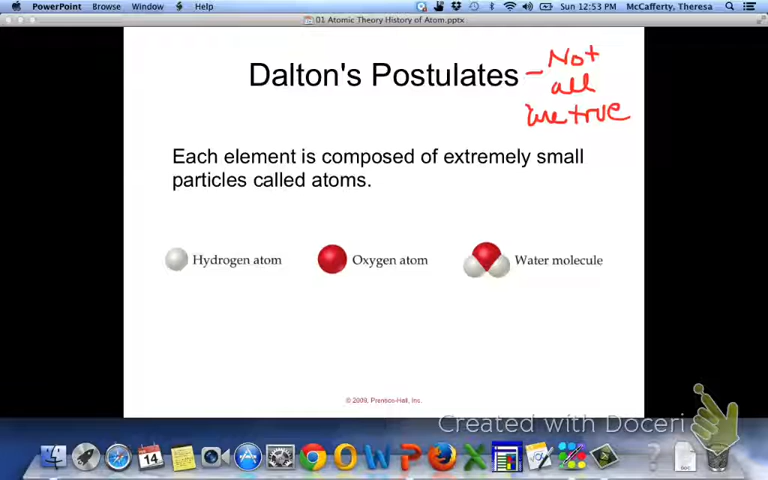 PowerPoint Browse Window Help Sun 12:53 PM McCafferty, Theresa
01 Atomic Theory History of Atom.pptx
Dalton's Postulates – Not
all
are true
Each element is composed of extremely small
particles called atoms.
Hydrogen atom Oxygen atom Water molecule
© 2009, Prentice-Hall, Inc.
Created with Doceri
14
DOC